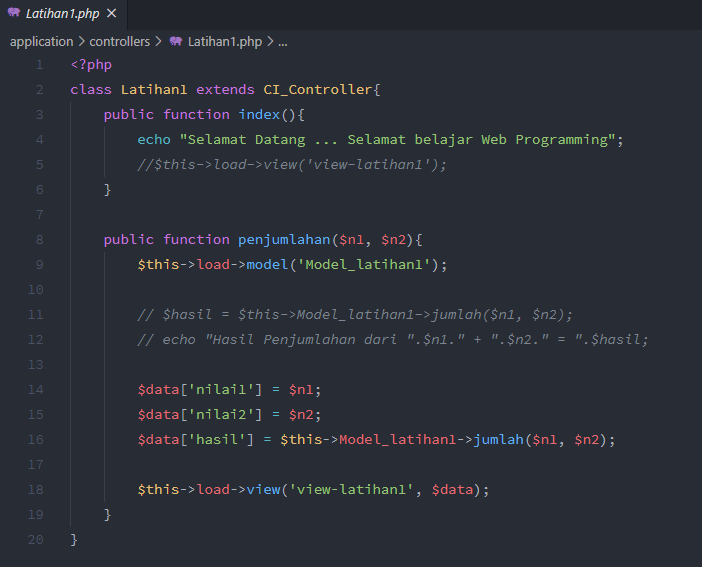 Latihan1.php ×
application > controllers > Latihan1.php > ...
1 <?php
2 class Latihan1 extends CI_Controller{
3     public function index(){
4         echo "Selamat Datang ... Selamat belajar Web Programming";
5         //$this->load->view('view-latihan1');
6     }
7
8     public function penjumlahan($n1, $n2){
9         $this->load->model('Model_latihan1');
10
11         // $hasil = $this->Model_latihan1->jumlah($n1, $n2);
12         // echo "Hasil Penjumlahan dari ".$n1." + ".$n2." = ".$hasil;
13
14         $data['nilai1'] = $n1;
15         $data['nilai2'] = $n2;
16         $data['hasil'] = $this->Model_latihan1->jumlah($n1, $n2);
17
18         $this->load->view('view-latihan1', $data);
19     }
20 }